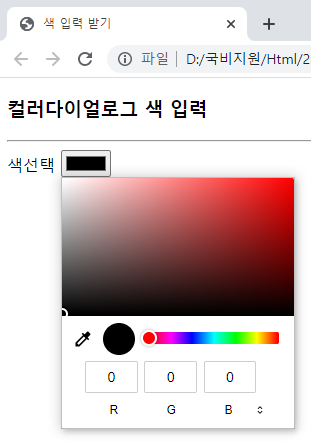 색 입력 받기
파일 | D:/국비지원/Html/2
컬러다이얼로그 색 입력
색선택
0 0 0
R G B